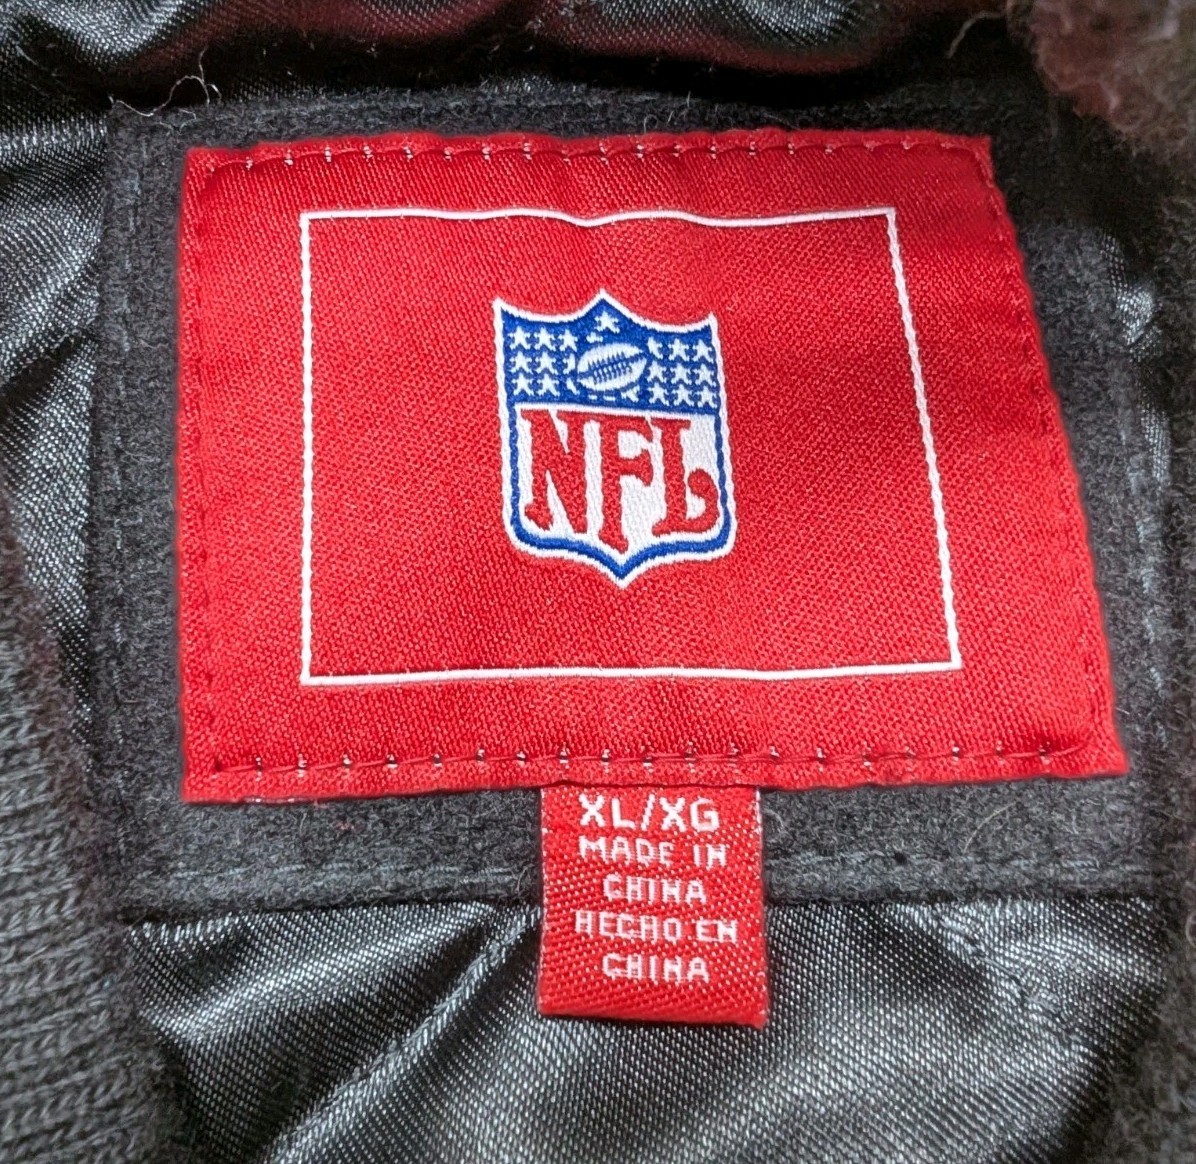 NFL
XL/XG
MADE IN
CHINA
HECHO EN
CHINA